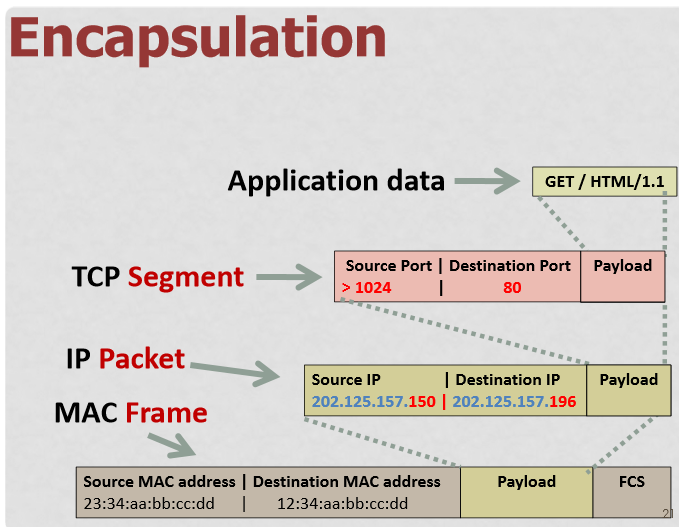 Encapsulation
Application data
GET / HTML/1.1
TCP Segment
Source Port | Destination Port
Payload
> 1024 | 80
IP Packet
Source IP | Destination IP
Payload
202.125.157.150 | 202.125.157.196
MAC Frame
Source MAC address | Destination MAC address
Payload
FCS
23:34:aa:bb:cc:dd | 12:34:aa:bb:cc:dd
21